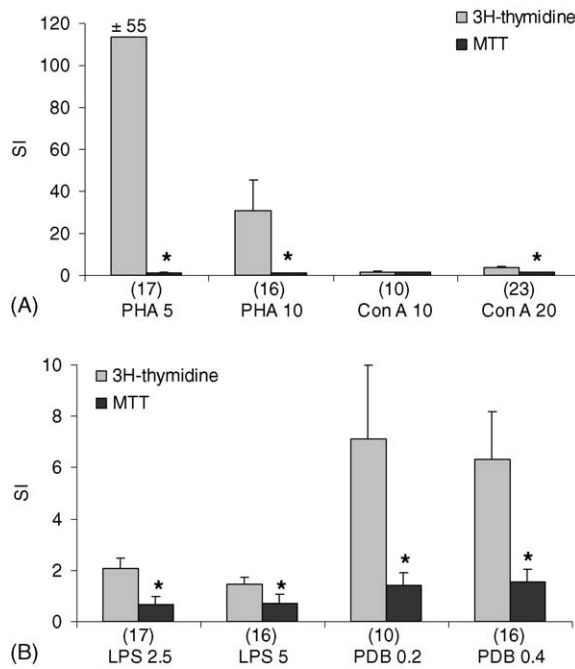 120
± 55
3H-thymidine
MTT
100
80
60
SI
40
20
*
*
*
0
(17)
(16)
(10)
(23)
(A)
PHA 5
PHA 10
Con A 10
Con A 20
10
3H-thymidine
MTT
8
6
SI
4
2
*
*
*
*
0
(17)
(16)
(10)
(16)
(B)
LPS 2.5
LPS 5
PDB 0.2
PDB 0.4